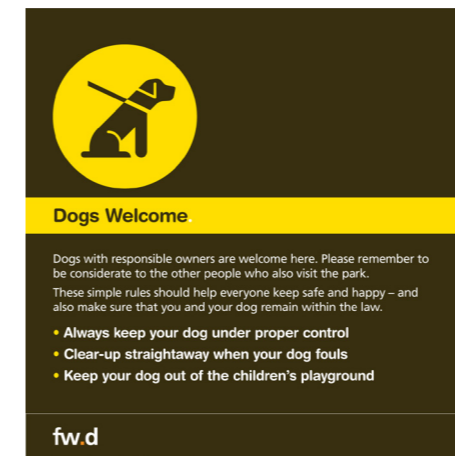 Dogs Welcome.
Dogs with responsible owners are welcome here. Please remember to
be considerate to the other people who also visit the park.
These simple rules should help everyone keep safe and happy – and
also make sure that you and your dog remain within the law.
• Always keep your dog under proper control
• Clear-up straightaway when your dog fouls
• Keep your dog out of the children’s playground
fw.d